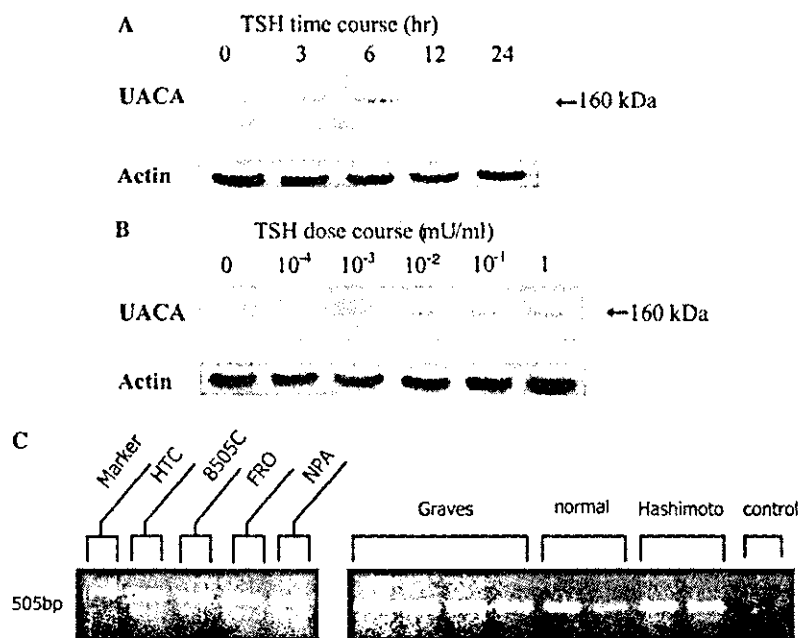 A TSH time course (hr)
0 3 6 12 24
UACA ←160 kDa
Actin
B TSH dose course (mU/ml)
0 10⁻⁴ 10⁻³ 10⁻² 10⁻¹ 1
UACA ←160 kDa
Actin
C
Marker HTC 8505C FRO NPA
Graves normal Hashimoto control
505bp